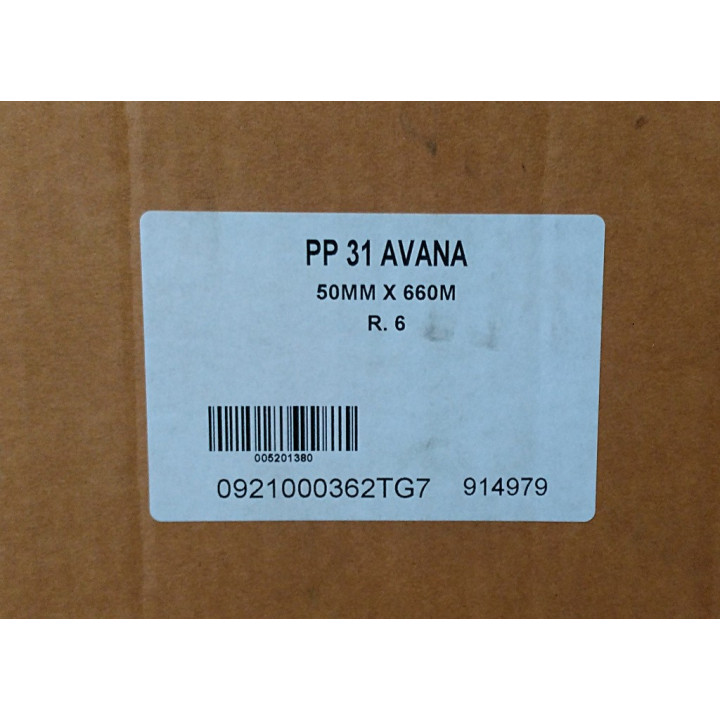 PP 31 AVANA
50MM X 660M
R. 6
005201380
0921000362TG7 914979